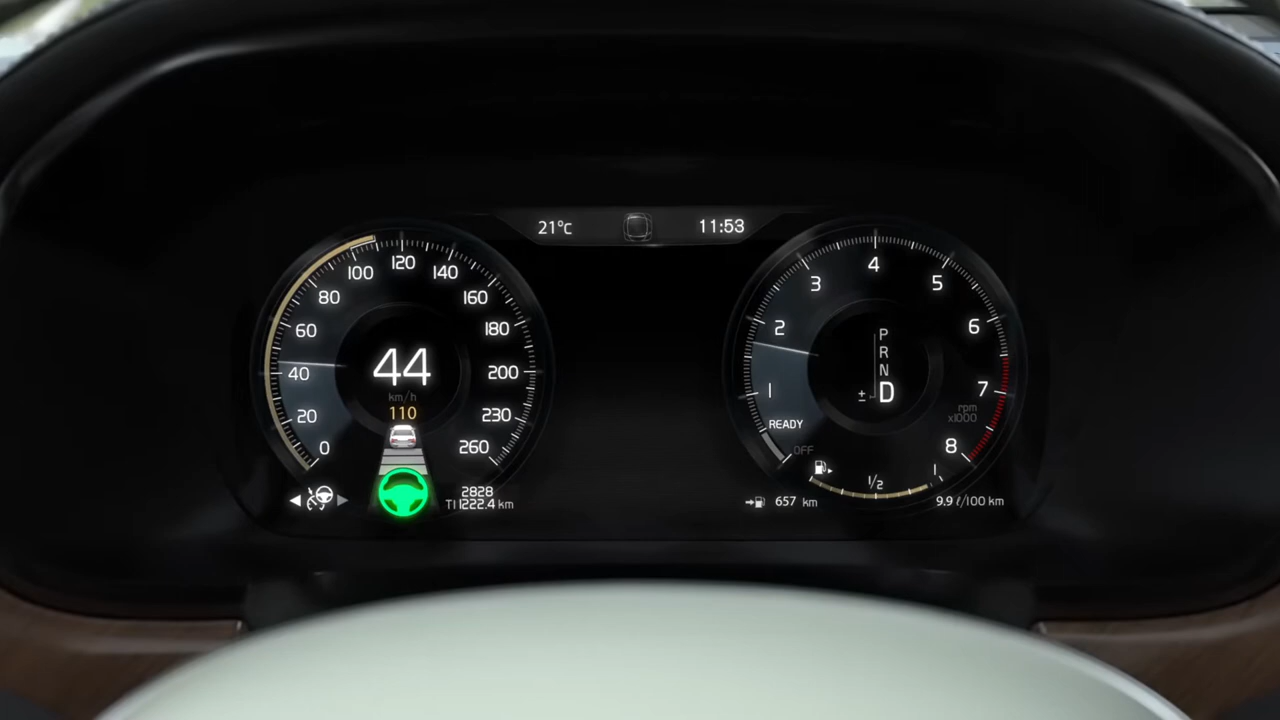 21°C
11:53
0
20
40
60
80
100
120
140
160
180
200
230
260
44
km/h
110
2828
T1 1222.4 km
1
2
3
4
5
6
7
8
rpm
x1000
P
R
N
D
±
READY
OFF
1/2
1
657 km
9.9 ℓ/100 km